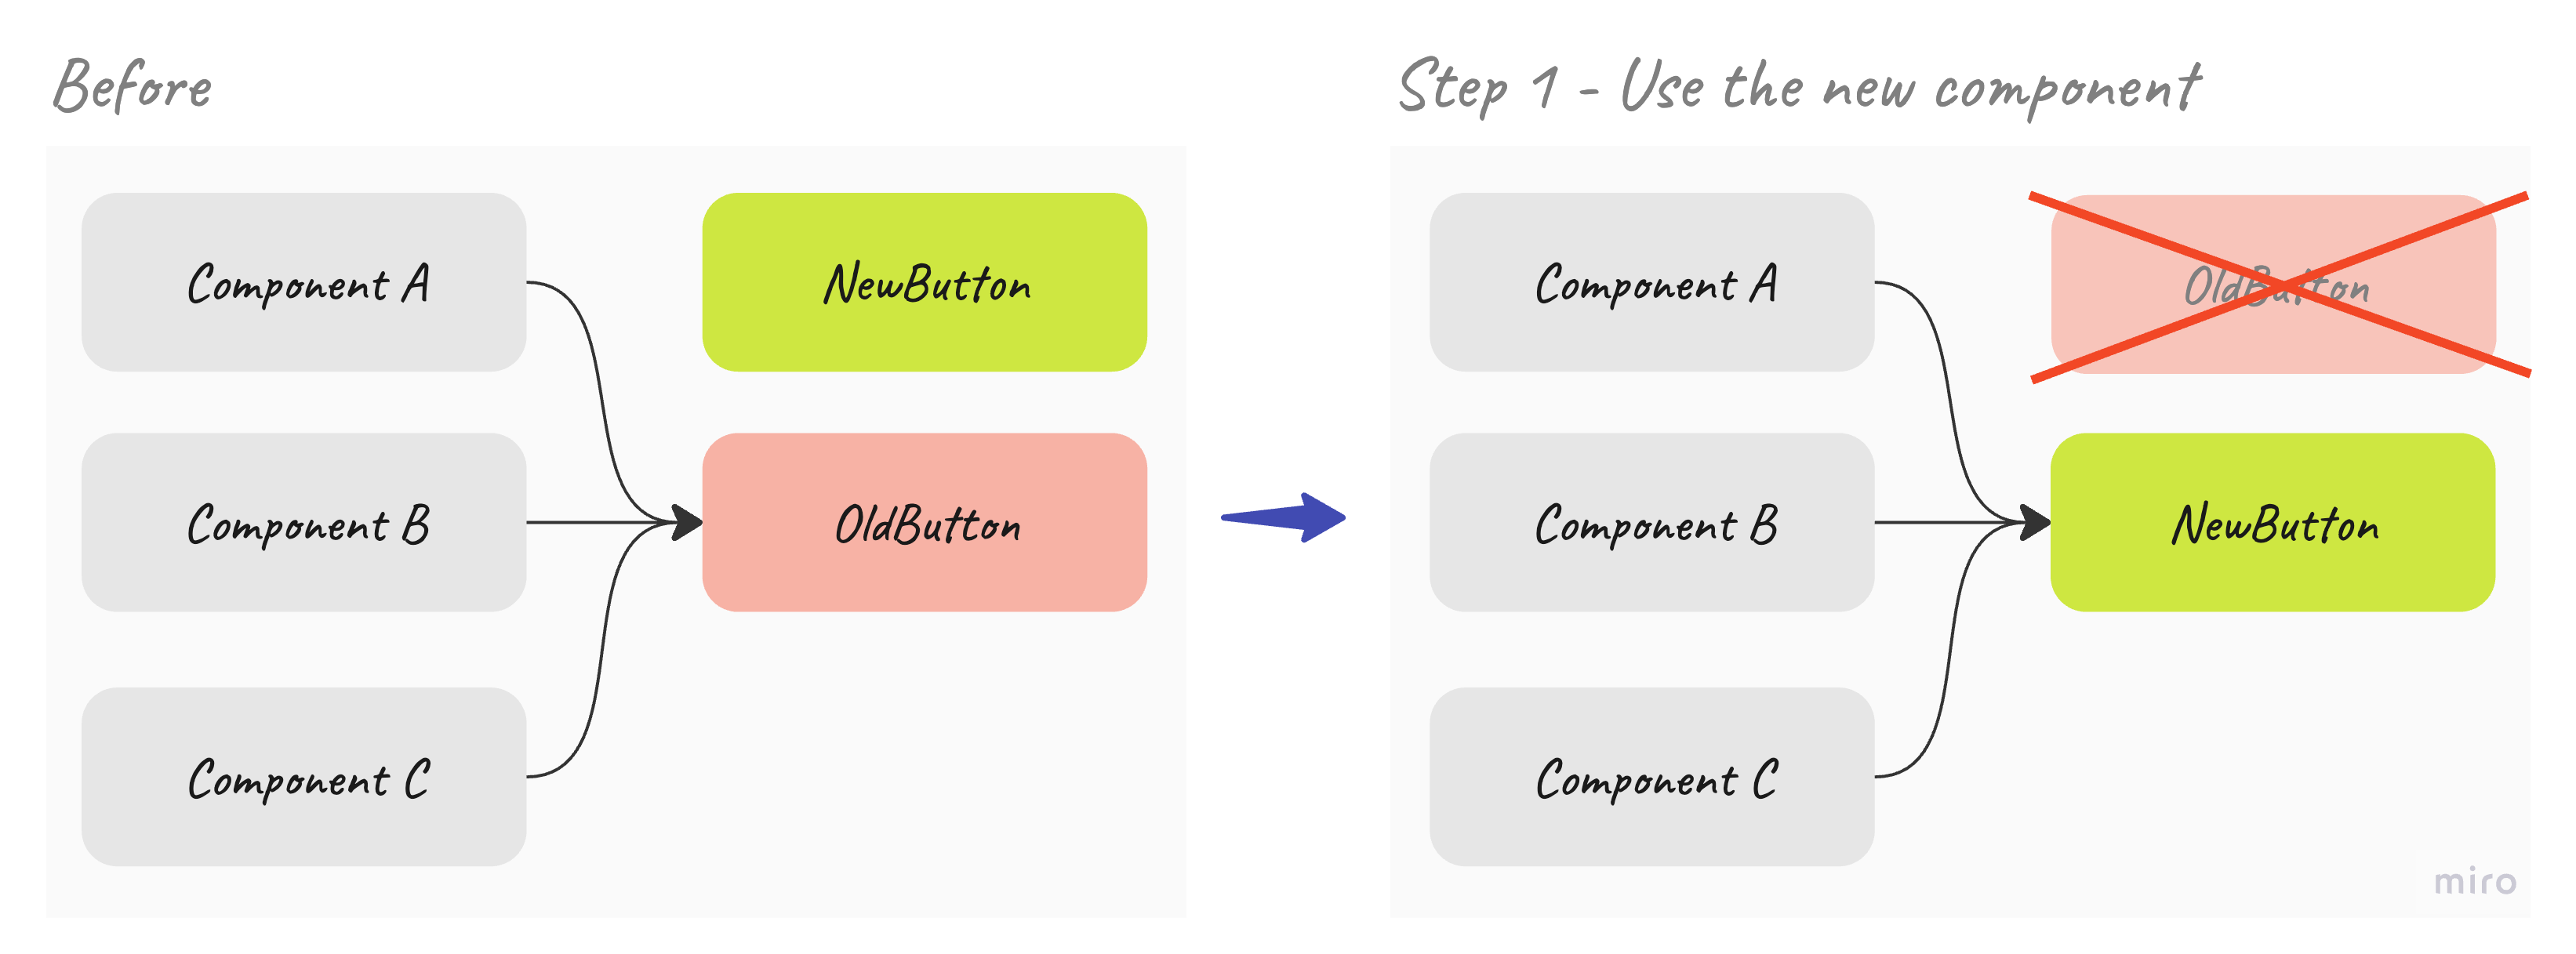 Before
Component A
NewButton
Component B
OldButton
Component C
Step 1 - Use the new component
Component A
OldButton
Component B
NewButton
Component C
miro